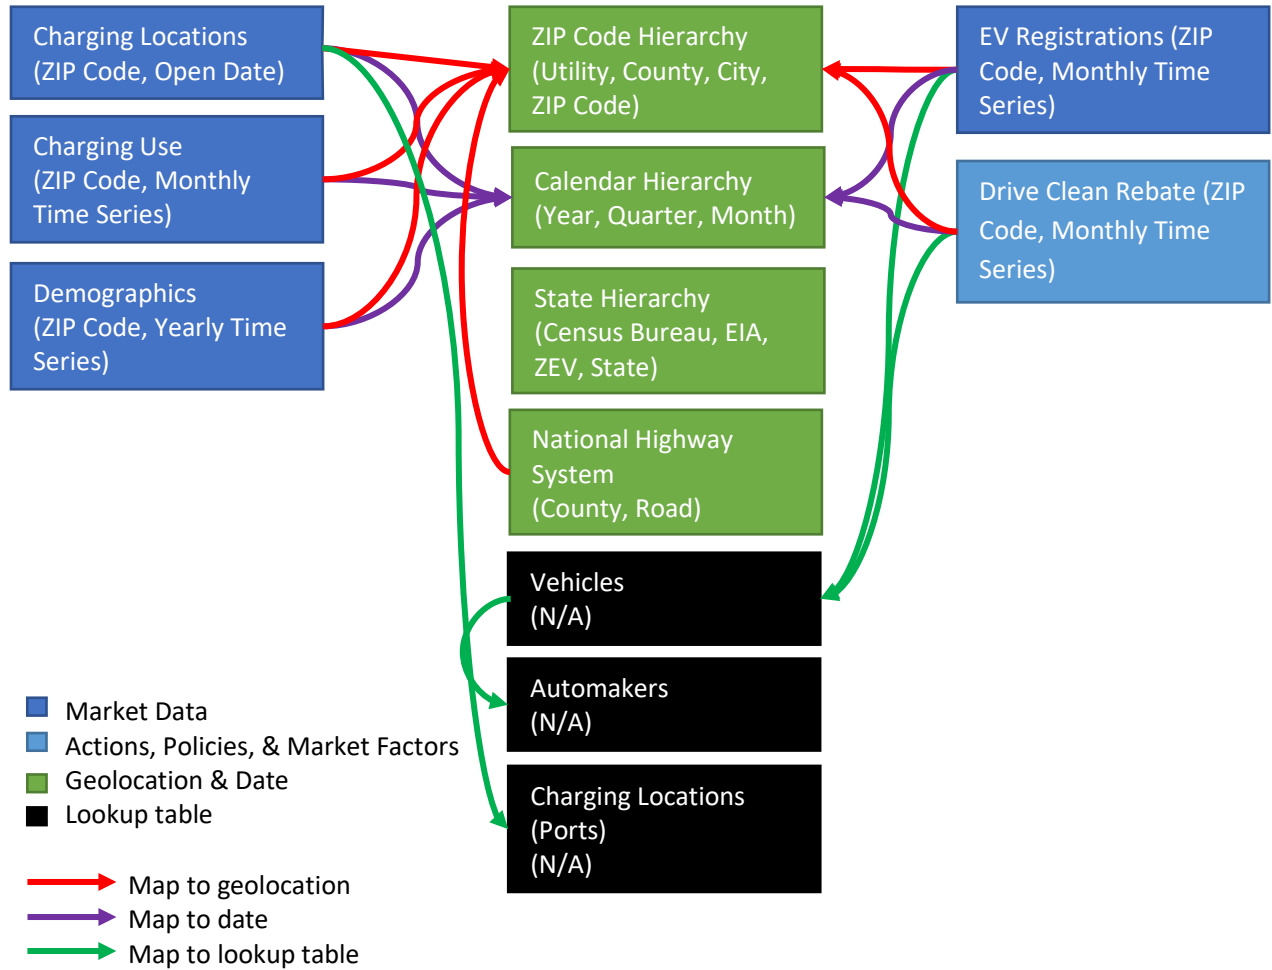 Charging Locations
(ZIP Code, Open Date)
Charging Use
(ZIP Code, Monthly
Time Series)
Demographics
(ZIP Code, Yearly Time
Series)
ZIP Code Hierarchy
(Utility, County, City,
ZIP Code)
Calendar Hierarchy
(Year, Quarter, Month)
State Hierarchy
(Census Bureau, EIA,
ZEV, State)
National Highway
System
(County, Road)
Vehicles
(N/A)
Automakers
(N/A)
Charging Locations
(Ports)
(N/A)
EV Registrations (ZIP
Code, Monthly Time
Series)
Drive Clean Rebate (ZIP
Code, Monthly Time
Series)
Market Data
Actions, Policies, & Market Factors
Geolocation & Date
Lookup table
Map to geolocation
Map to date
Map to lookup table